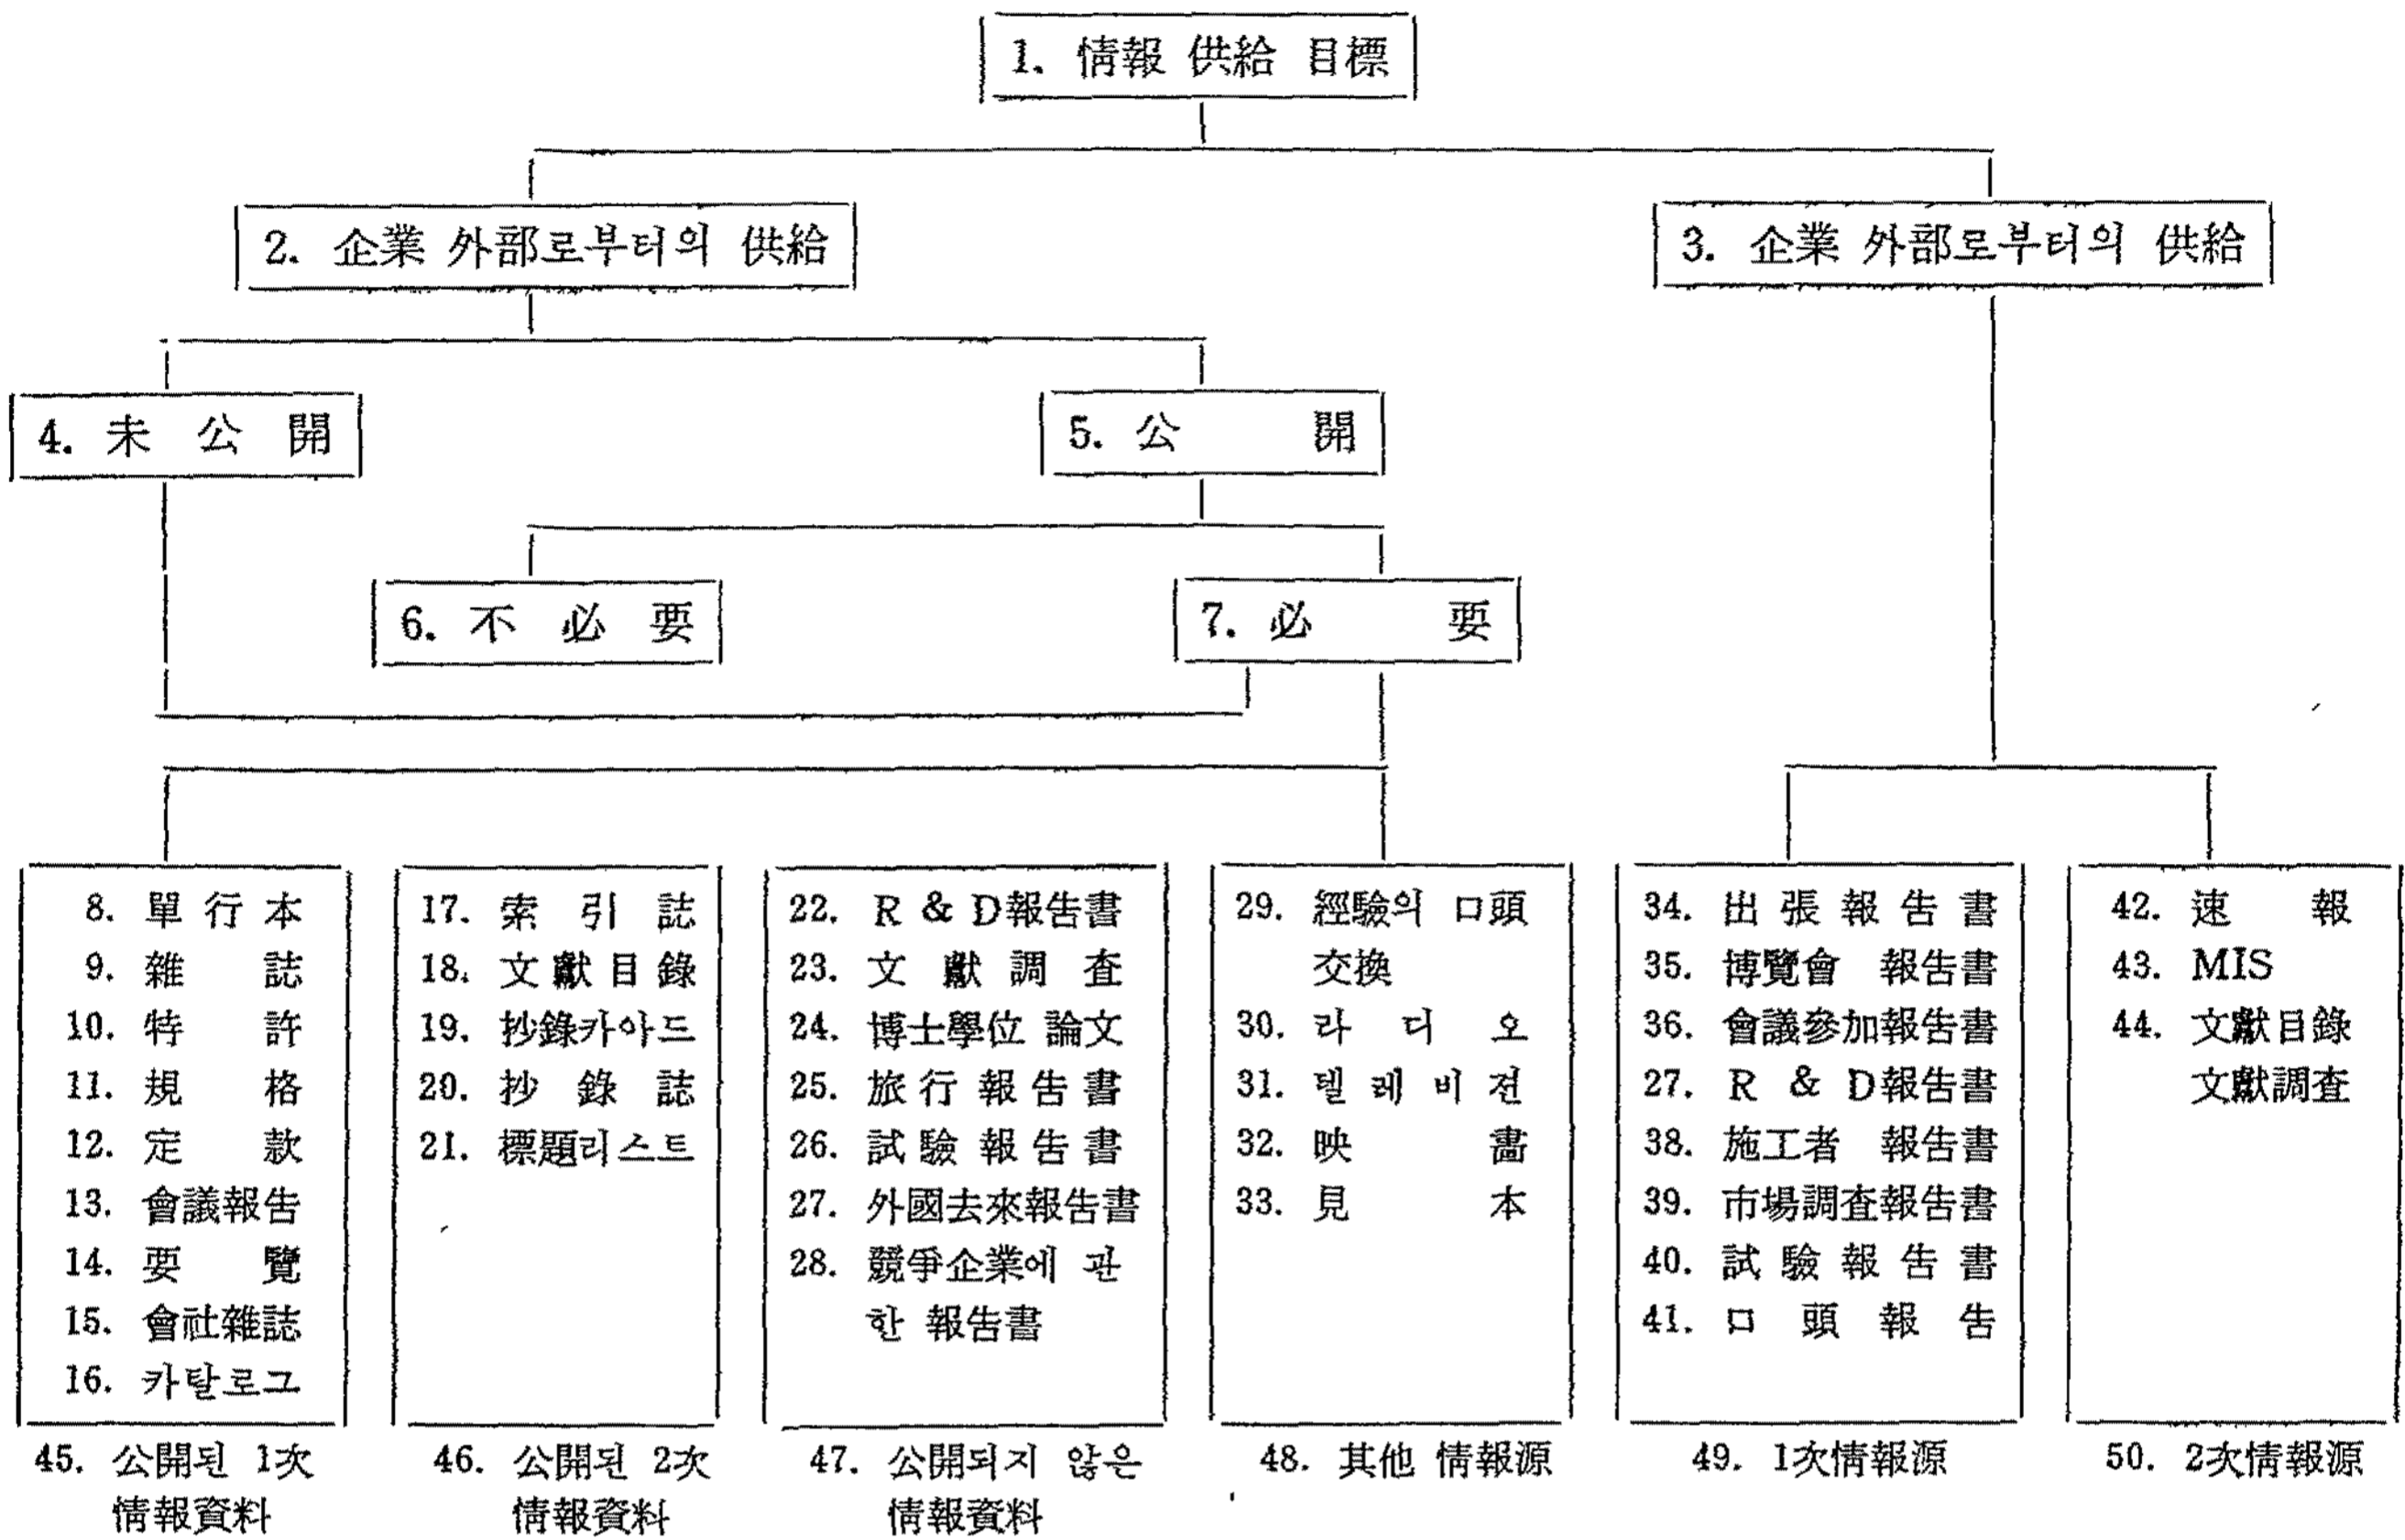 1. 情報 供給 目標
2. 企業 外部로부터의 供給
3. 企業 外部로부터의 供給
4. 未 公 開
5. 公 開
6. 不 必 要
7. 必 要
8. 單 行 本
9. 雜 誌
10. 特 許
11. 規 格
12. 定 款
13. 會議報告
14. 要 覽
15. 會社雜誌
16. 카탈로그
45. 公開된 1次
情報資料
17. 索 引 誌
18. 文獻目錄
19. 抄錄카아드
20. 抄 錄 誌
21. 標題리스트
46. 公開된 2次
情報資料
22. R & D報告書
23. 文 獻 調 査
24. 博士學位 論文
25. 旅 行 報 告 書
26. 試 驗 報 告 書
27. 外國去來報告書
28. 競爭企業에 관
한 報告書
47. 公開되지 않은
情報資料
29. 經驗의 口頭
交換
30. 라 디 오
31. 텔 레 비 젼
32. 映 畵
33. 見 本
48. 其他 情報源
34. 出 張 報 告 書
35. 博覽會 報告書
36. 會議參加報告書
27. R & D報告書
38. 施工者 報告書
39. 市場調査報告書
40. 試 驗 報 告 書
41. 口 頭 報 告
49. 1次情報源
42. 速 報
43. MIS
44. 文獻目錄
文獻調査
50. 2次情報源